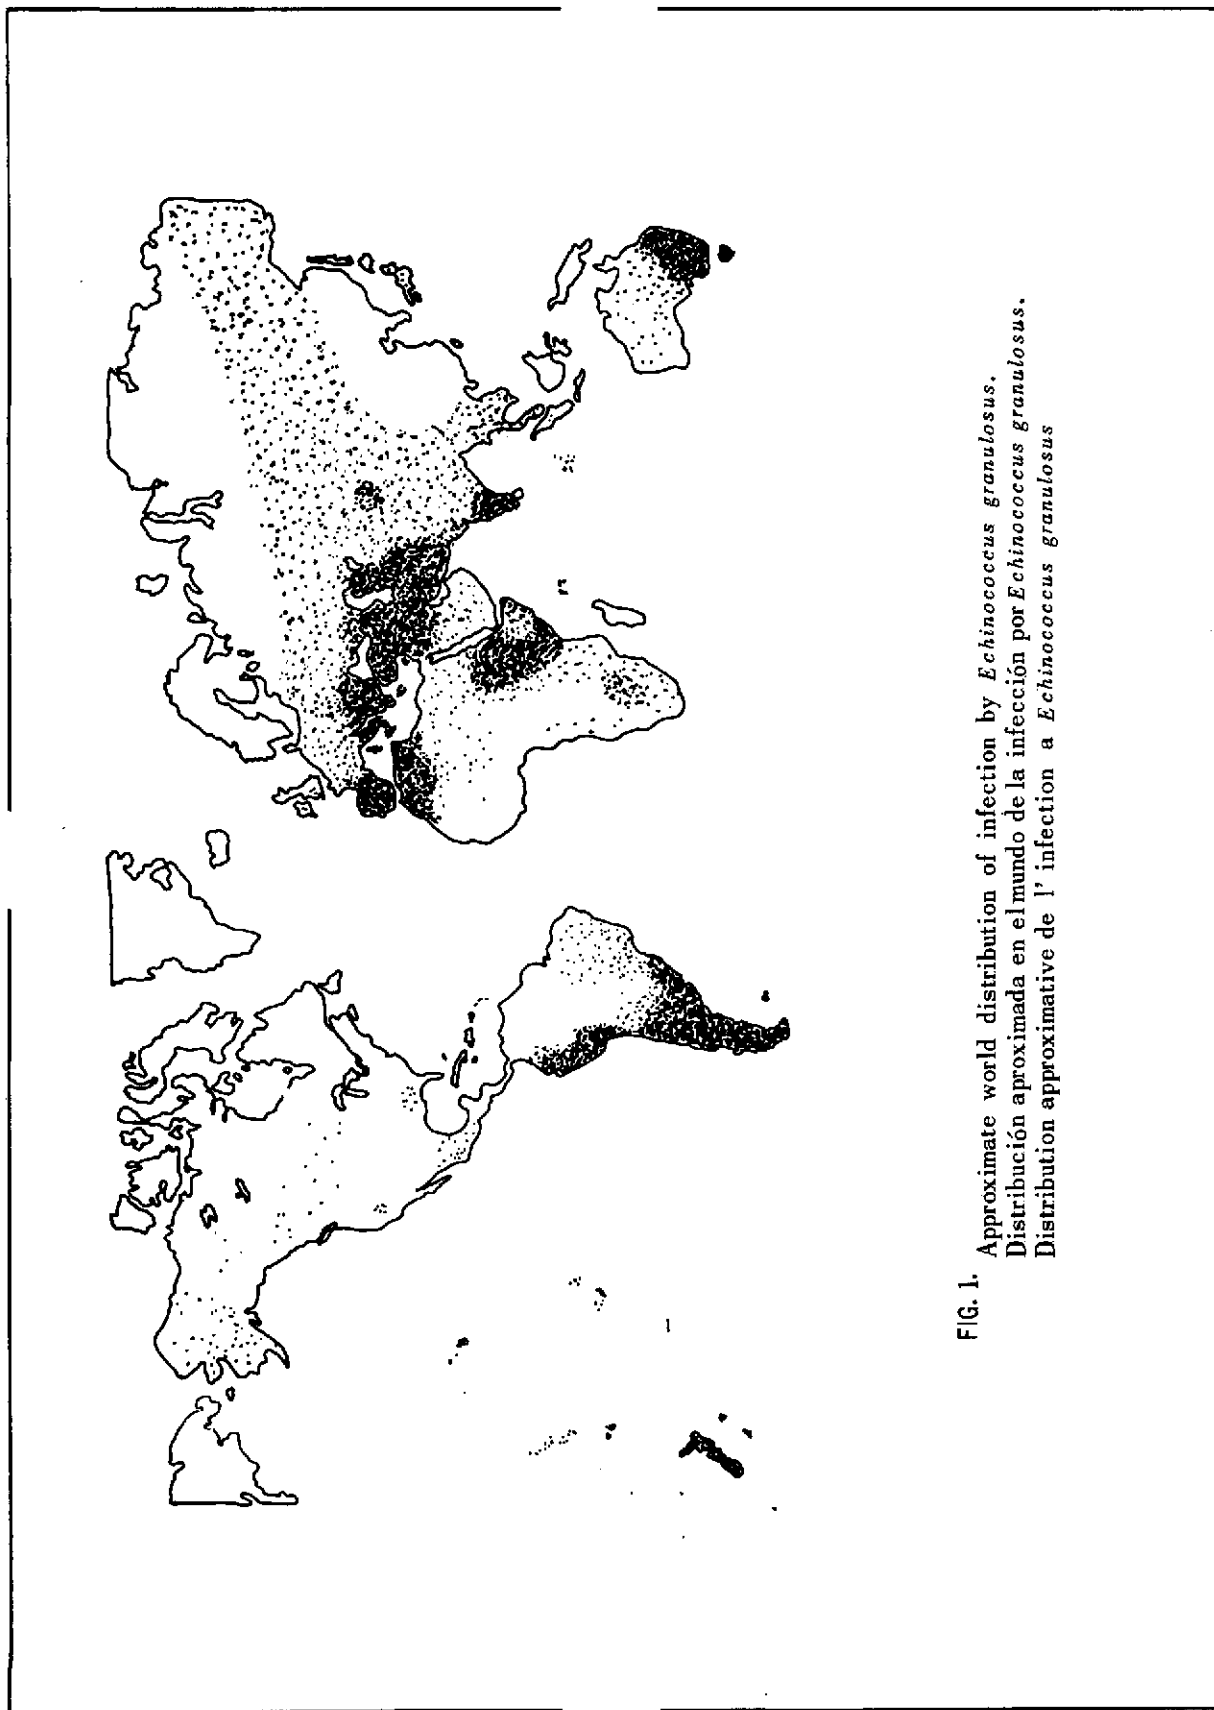 FIG. 1. Approximate world distribution of infection by Echinococcus granulosus.
Distribución aproximada en el mundo de la infección por Echinococcus granulosus.
Distribution approximative de l' infection a Echinococcus granulosus